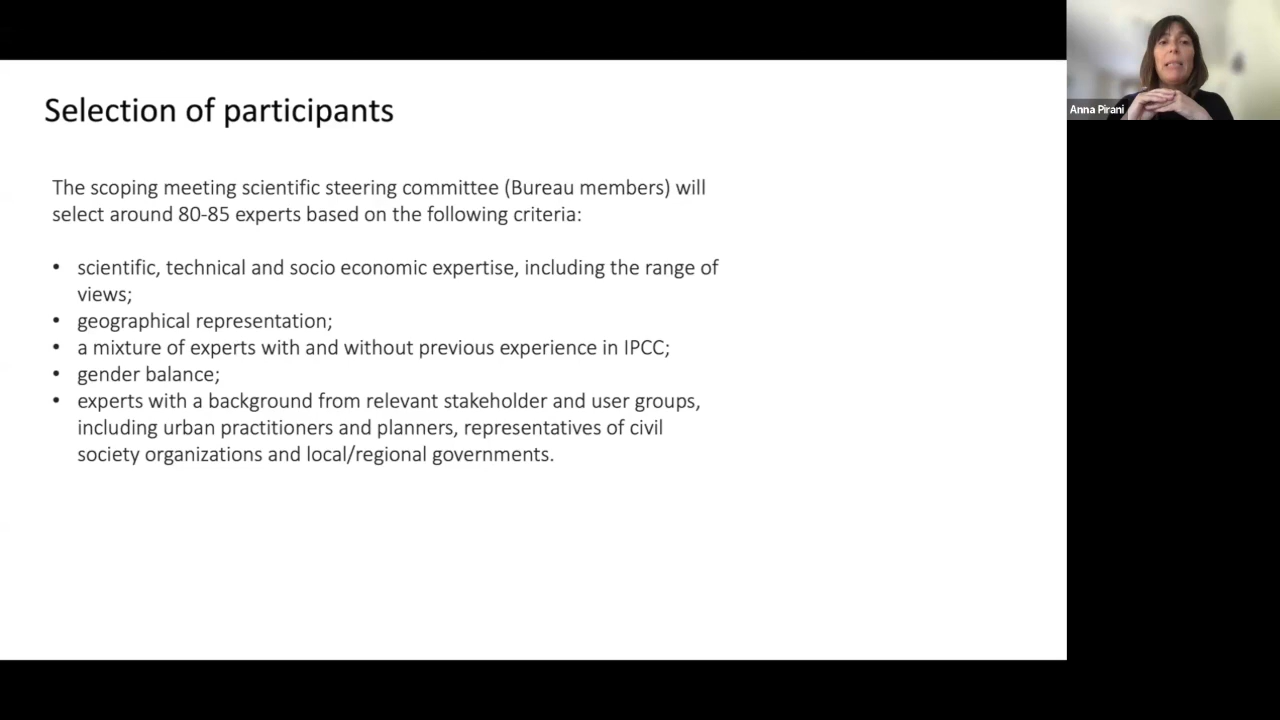 Selection of participants
The scoping meeting scientific steering committee (Bureau members) will
select around 80-85 experts based on the following criteria:
• scientific, technical and socio economic expertise, including the range of
views;
• geographical representation;
• a mixture of experts with and without previous experience in IPCC;
• gender balance;
• experts with a background from relevant stakeholder and user groups,
including urban practitioners and planners, representatives of civil
society organizations and local/regional governments.
Anna Pirani